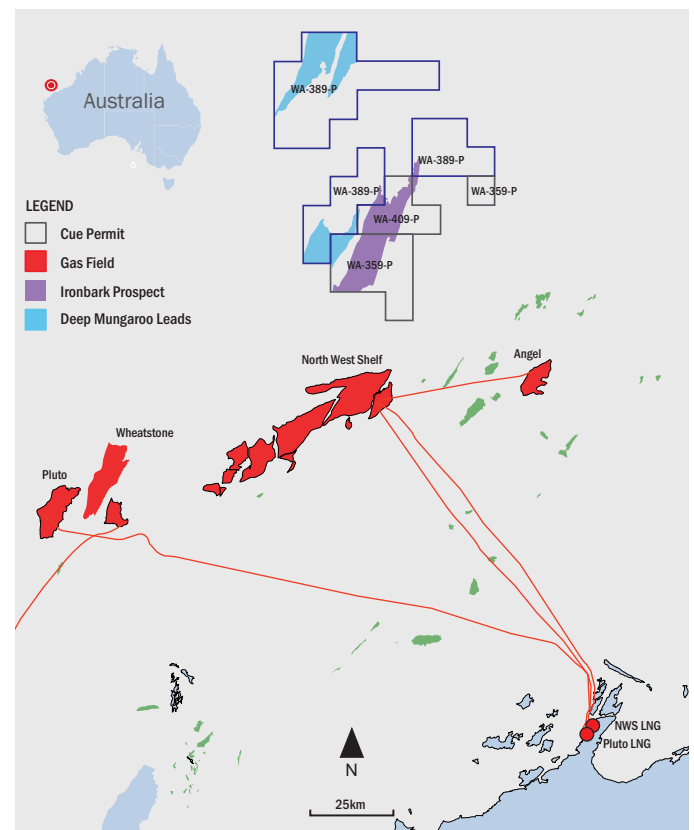 WA-389-P
Australia
WA-389-P
WA-389-P
WA-359-P
LEGEND
WA-409-P
Cue Permit
Gas Field
WA-359-P
Ironbark Prospect
Deep Mungaroo Leads
North West Shelf
Angel
Wheatstone
Pluto
NWS LNG
Pluto LNG
N
25km